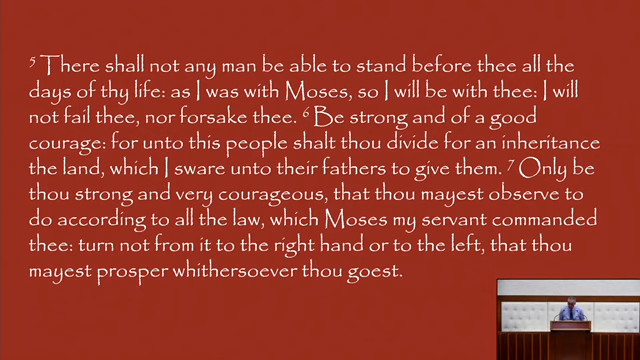 5 There shall not any man be able to stand before thee all the
days of thy life: as I was with Moses, so I will be with thee: I will
not fail thee, nor forsake thee. 6 Be strong and of a good
courage: for unto this people shalt thou divide for an inheritance
the land, which I sware unto their fathers to give them. 7 Only be
thou strong and very courageous, that thou mayest observe to
do according to all the law, which Moses my servant commanded
thee: turn not from it to the right hand or to the left, that thou
mayest prosper whithersoever thou goest.